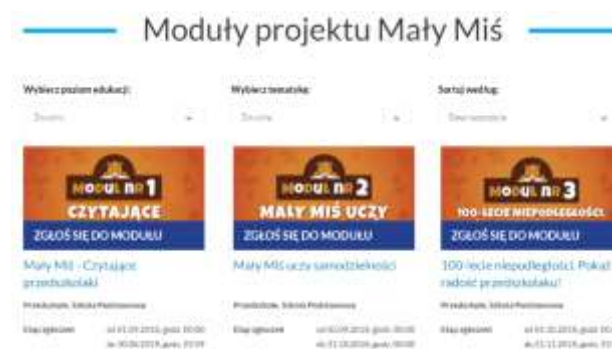 Moduły projektu Mały Miś
Wybierz poziom edukacji:
Wybierz tematykę:
Sortuj według:
MODUŁ nR 1
CZYTAJĄCE
ZGŁOŚ SIĘ DO MODUŁU
MODUŁ nR 2
MAŁY MIŚ UCZY
ZGŁOŚ SIĘ DO MODUŁU
MODUŁ nR 3
100-LECIE NIEPODLEGŁOŚCI.
ZGŁOŚ SIĘ DO MODUŁU
Mały Miś - Czytające
przedszkolaki
Mały Miś uczy samodzielności
100-lecie niepodległości. Pokaż
radość przedszkolaku!
Przedszkole, Szkoła Podstawowa
Przedszkole, Szkoła Podstawowa
Przedszkole, Szkoła Podstawowa
Etap zgłoszeń
Etap zgłoszeń
Etap zgłoszeń